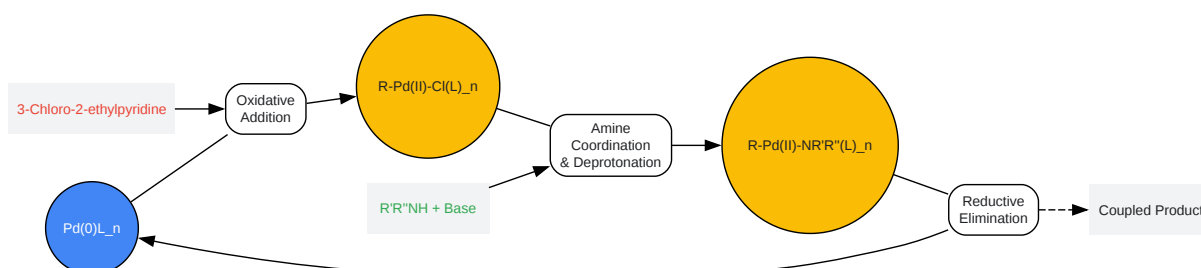 3-Chloro-2-ethylpyridine
Oxidative
Addition
R-Pd(II)-Cl(L)_n
Amine
Coordination
& Deprotonation
R-Pd(II)-NR'R''(L)_n
R'R''NH + Base
Pd(0)L_n
Reductive
Elimination
Coupled Product